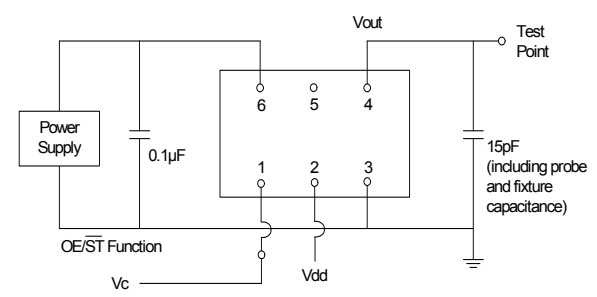 Vout
Test
Point
6 5 4
Power
Supply
0.1µF
1 2 3
15pF
(including probe
and fixture
capacitance)
OE/S̅T̅ Function
Vdd
Vc